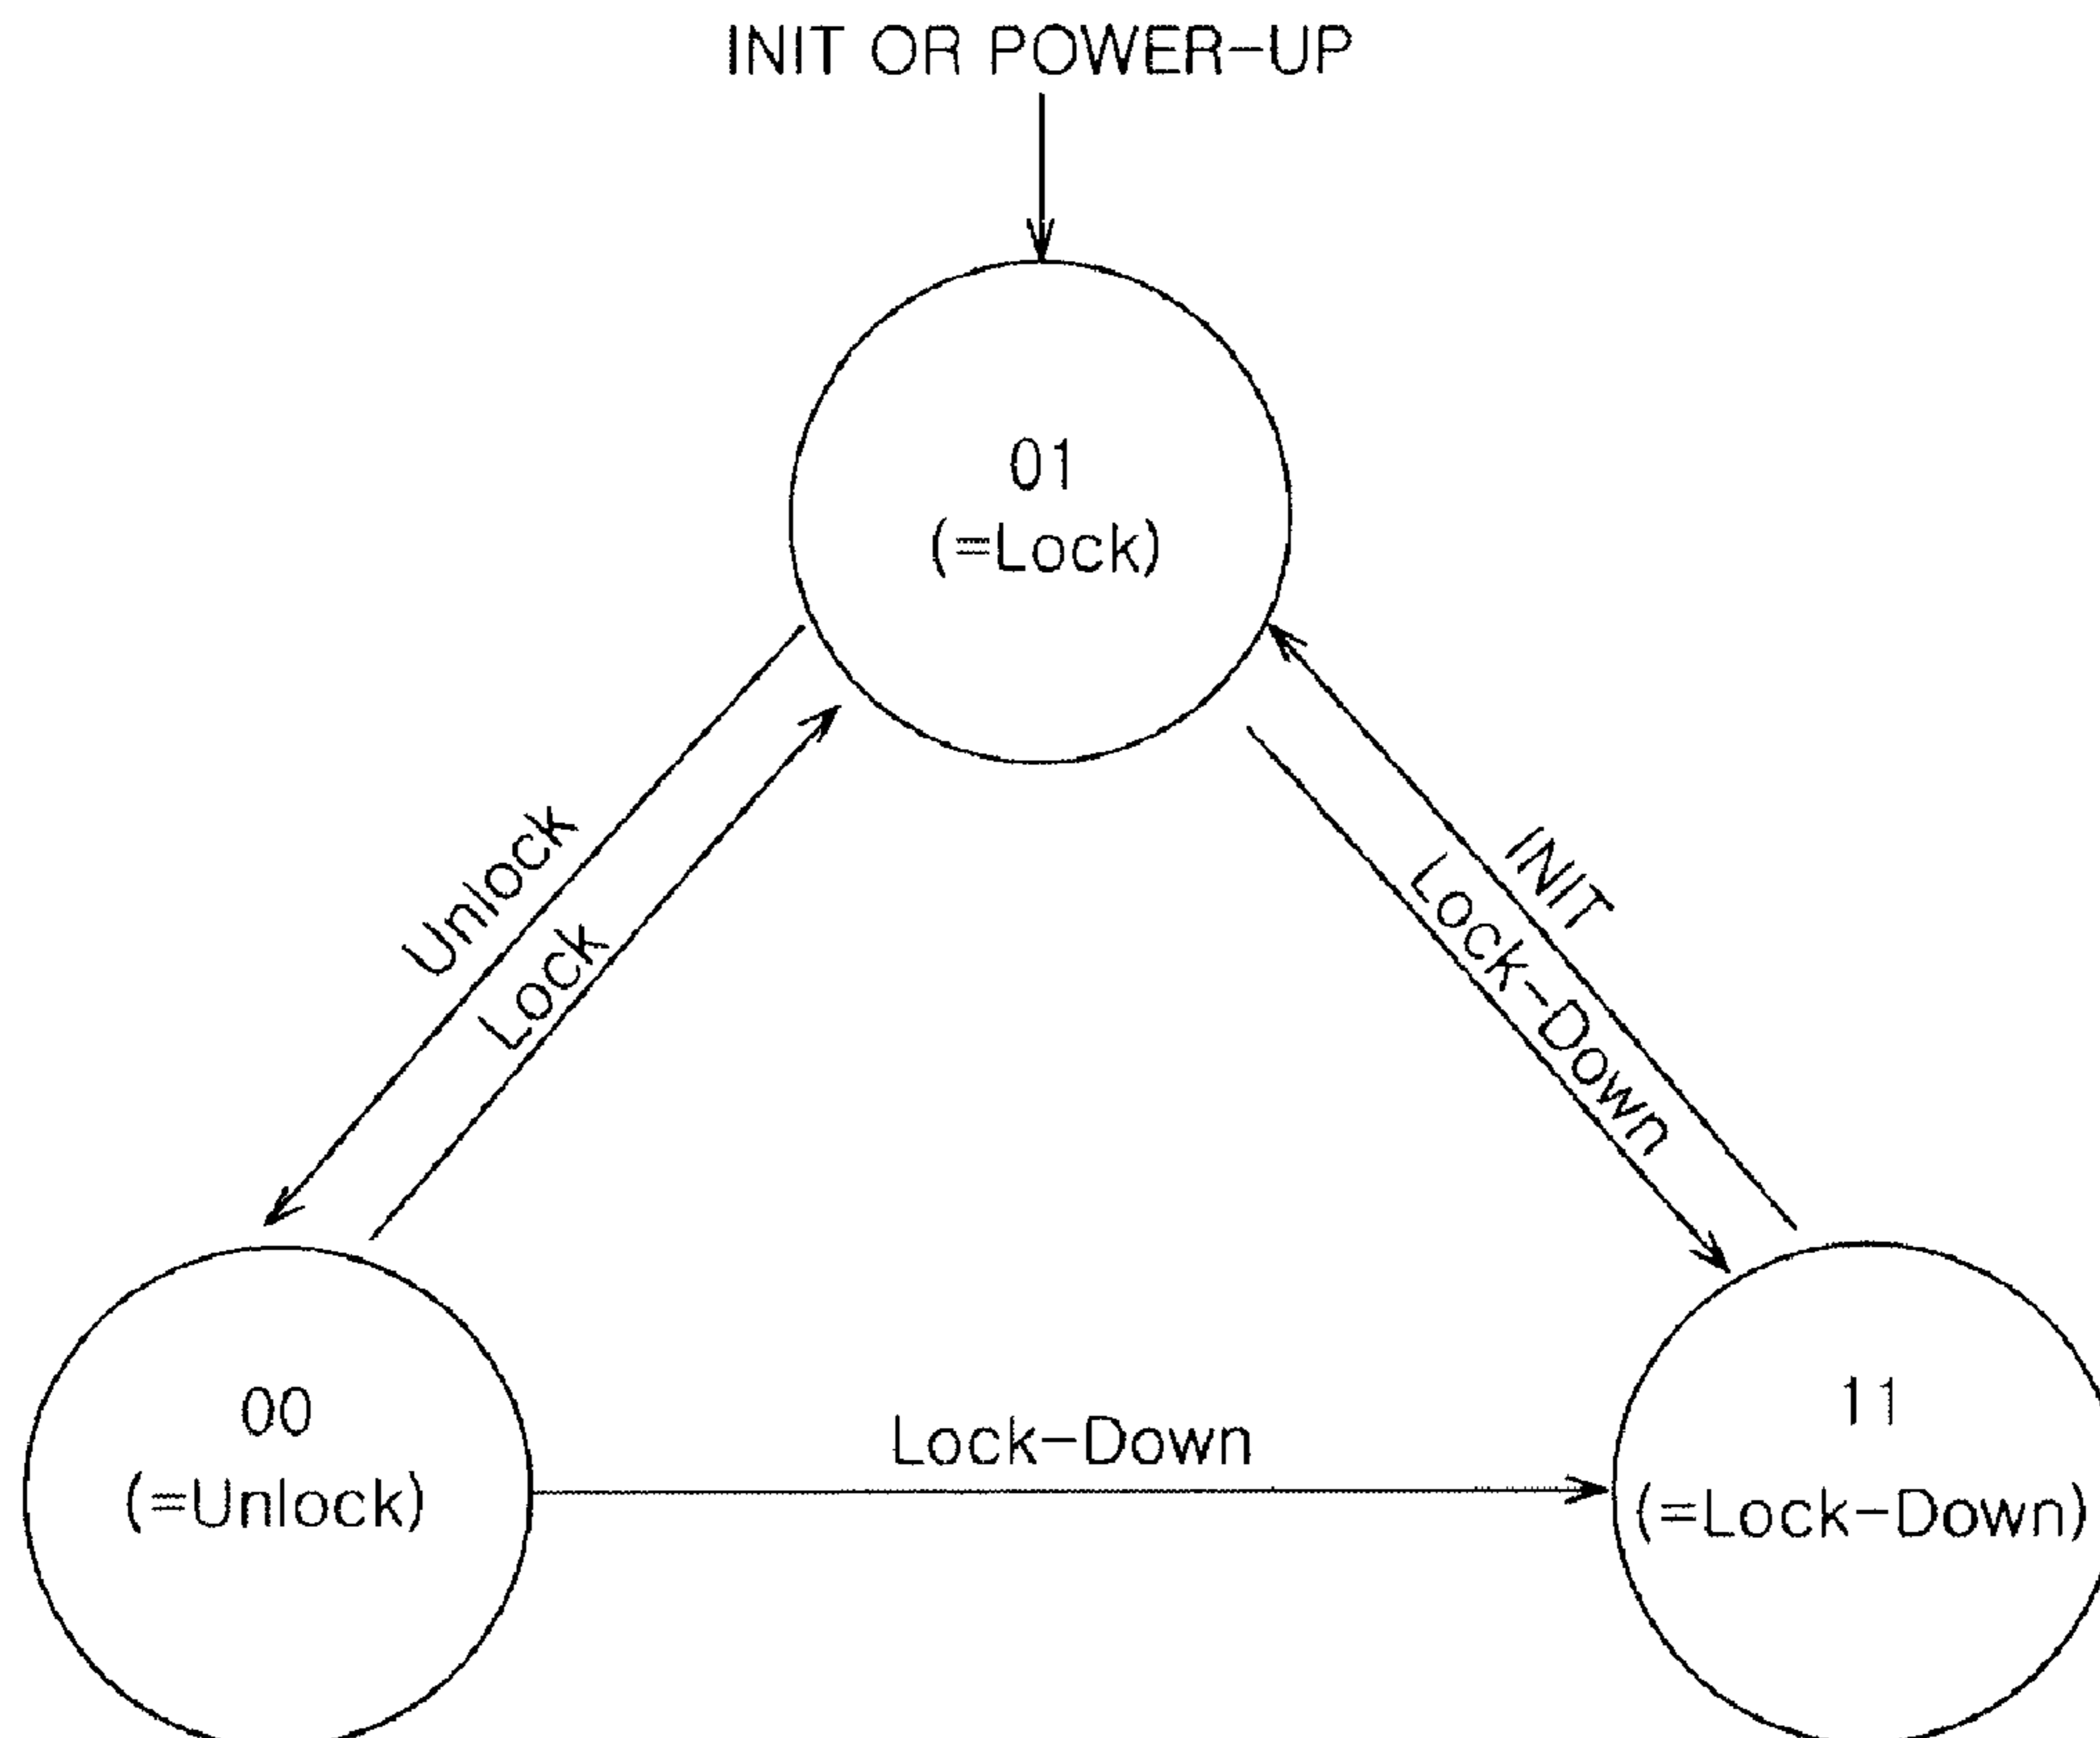 INIT OR POWER-UP
01
(=Lock)
Unlock
Lock
INIT
Lock-Down
00
(=Unlock)
Lock-Down
11
(=Lock-Down)